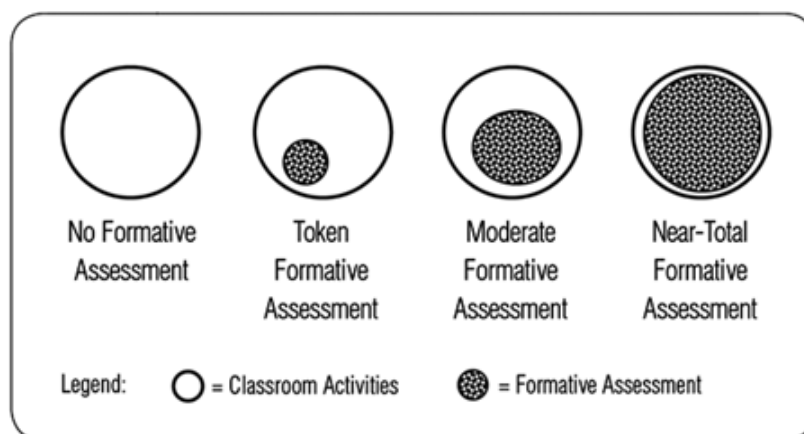 No Formative
Assessment
Token
Formative
Assessment
Moderate
Formative
Assessment
Near-Total
Formative
Assessment
Legend:
= Classroom Activities
= Formative Assessment